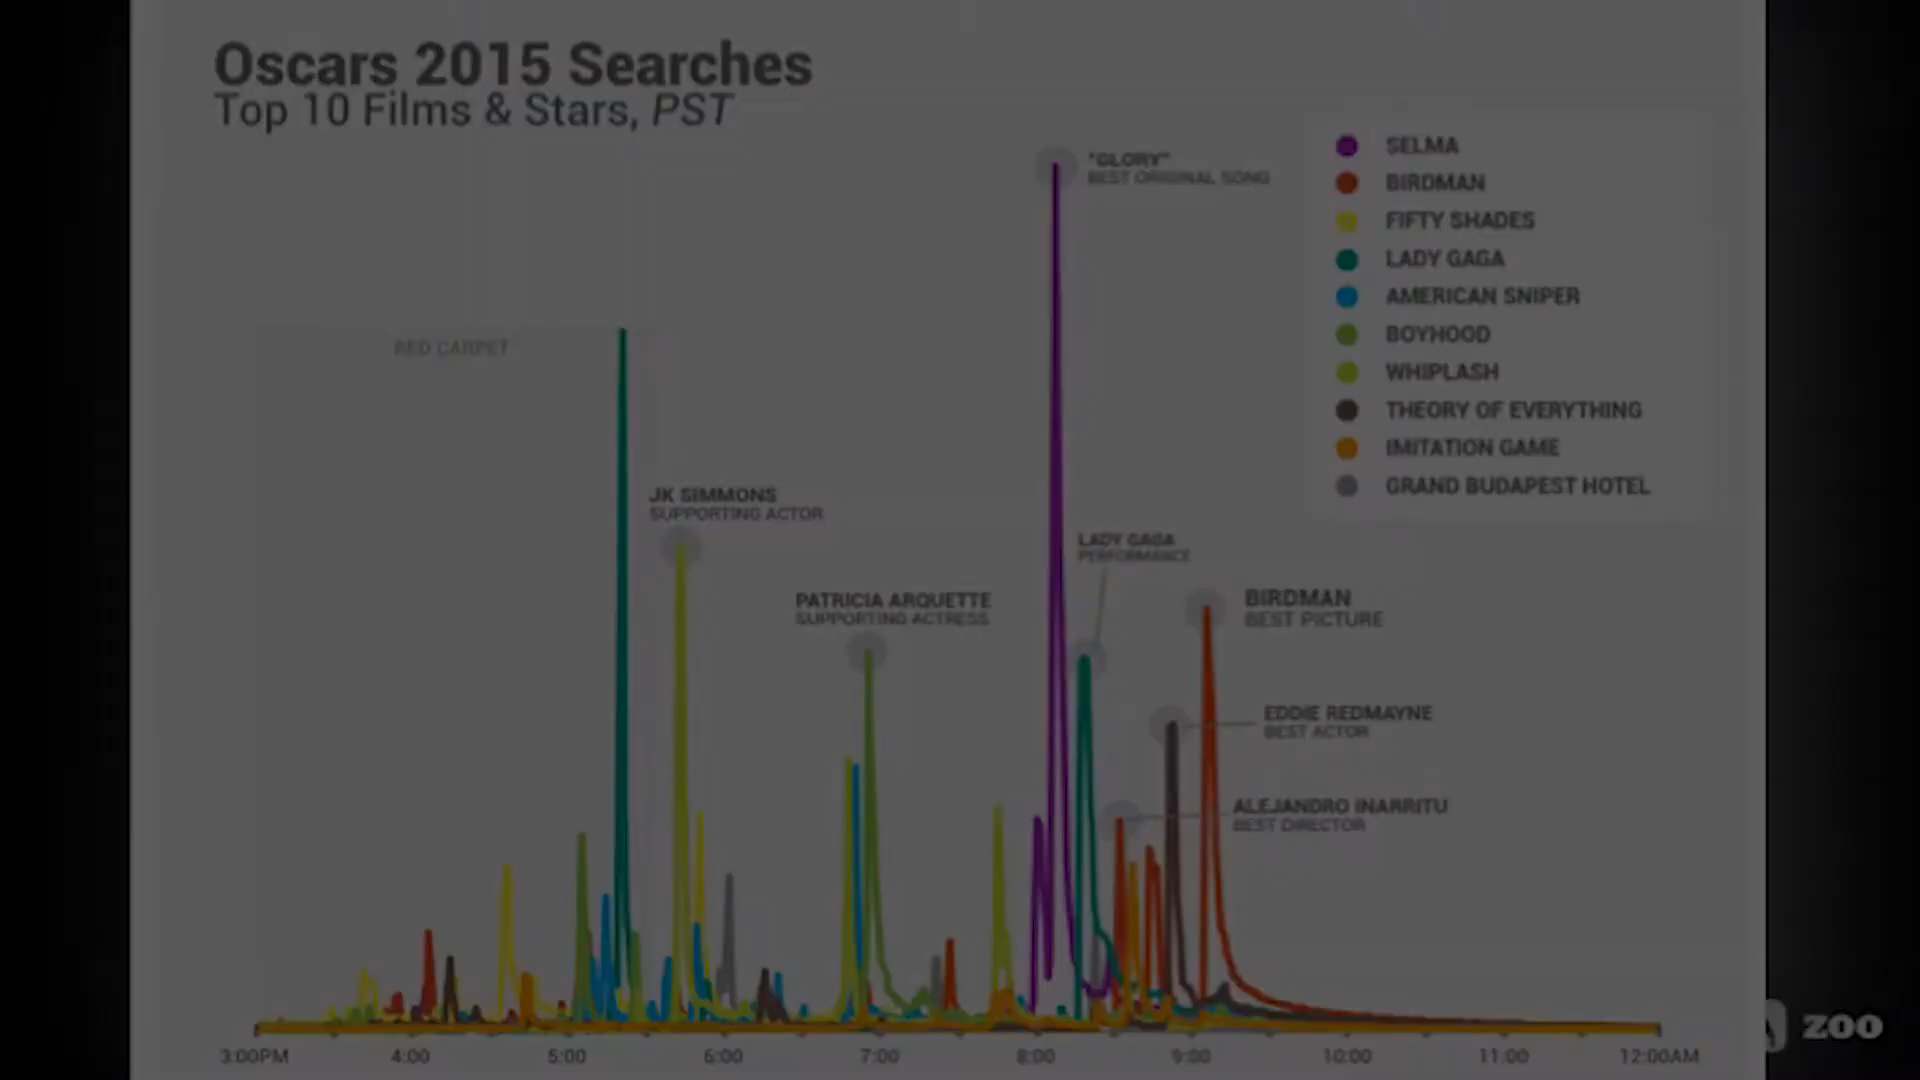 Oscars 2015 Searches
Top 10 Films & Stars, PST
SELMA
BIRDMAN
FIFTY SHADES
LADY GAGA
AMERICAN SNIPER
BOYHOOD
WHIPLASH
THEORY OF EVERYTHING
IMITATION GAME
GRAND BUDAPEST HOTEL
"GLORY"
BEST ORIGINAL SONG
RED CARPET
JK SIMMONS
SUPPORTING ACTOR
LADY GAGA
PERFORMANCE
PATRICIA ARQUETTE
SUPPORTING ACTRESS
BIRDMAN
BEST PICTURE
EDDIE REDMAYNE
BEST ACTOR
ALEJANDRO INARRITU
BEST DIRECTOR
3:00PM 4:00 5:00 6:00 7:00 8:00 9:00 10:00 11:00 12:00AM
zoo